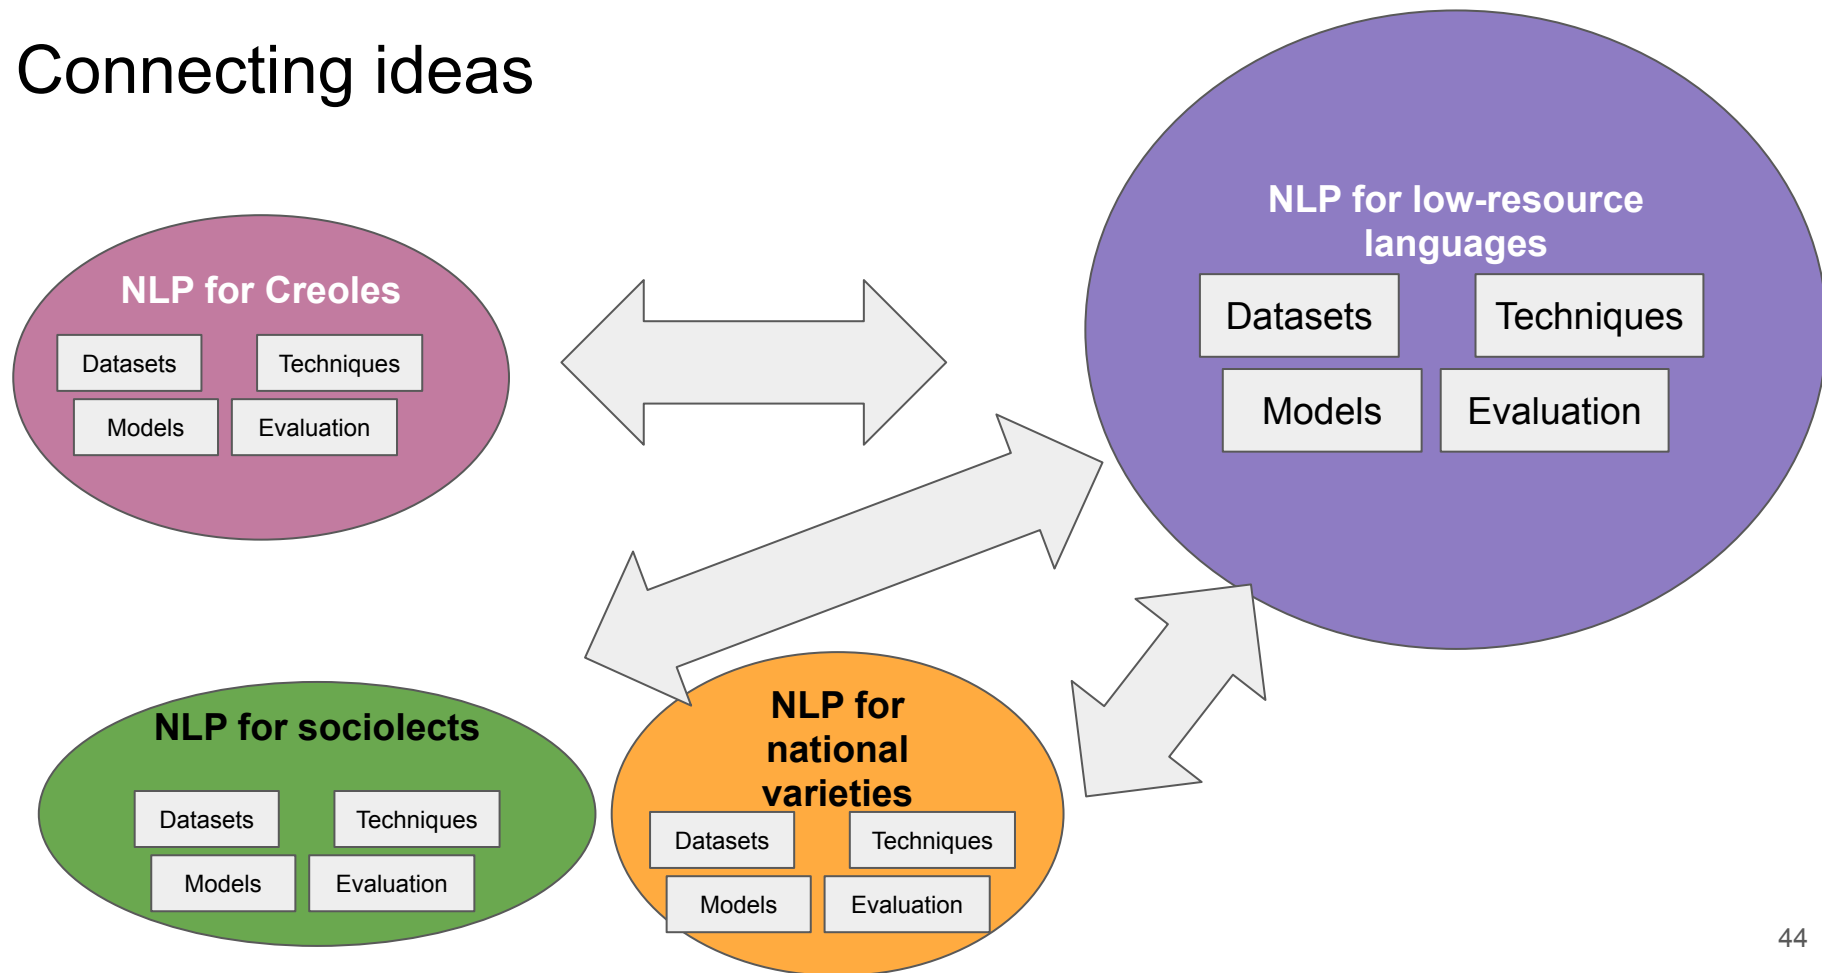 Connecting ideas
NLP for low-resource
languages
Datasets
Techniques
Models
Evaluation
NLP for Creoles
Datasets
Techniques
Models
Evaluation
NLP for sociolects
Datasets
Techniques
Models
Evaluation
NLP for
national
varieties
Datasets
Techniques
Models
Evaluation
44